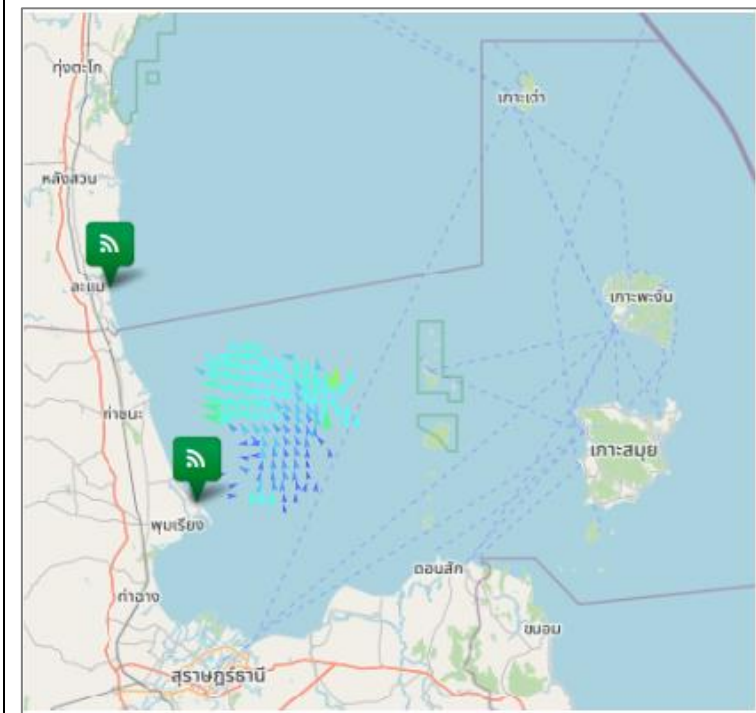 ทุ่งตะโก
เกาะเต่า
หลังสวน
ละแม
เกาะพะงัน
ท่าชนะ
เกาะสมุย
พุมเรียง
ดอนสัก
ท่าฉาง
ขนอม
สุราษฎร์ธานี